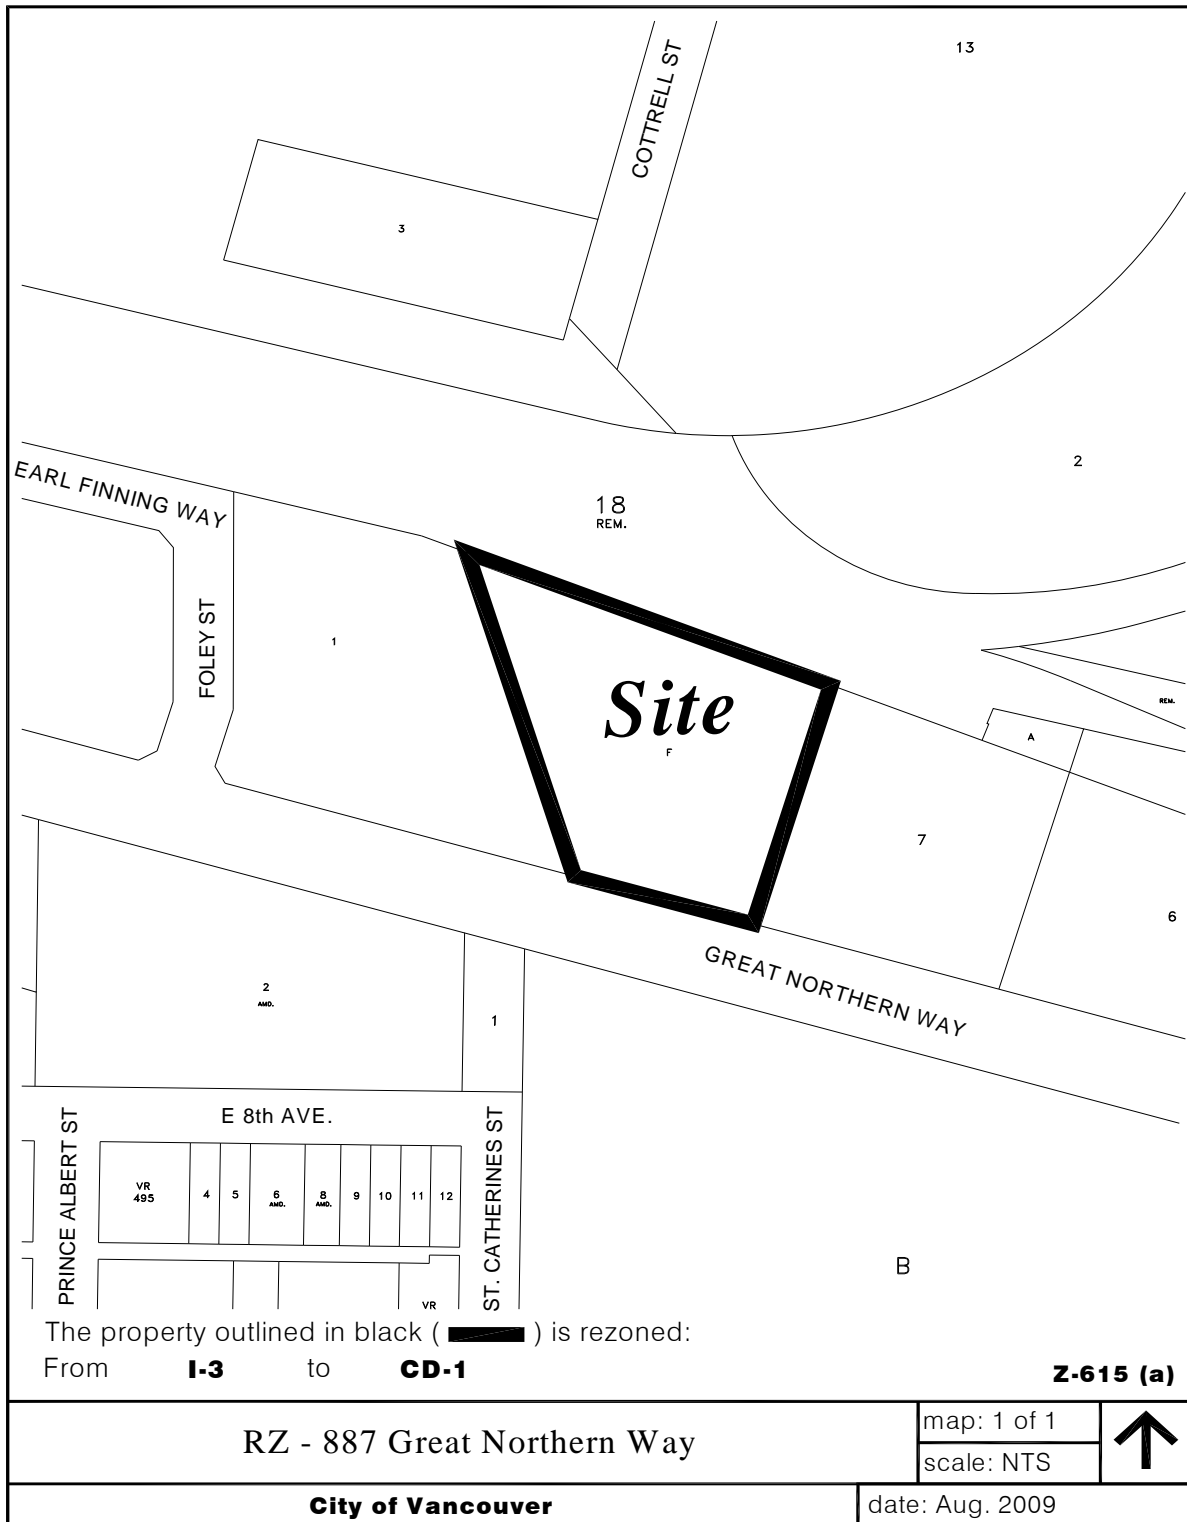 13
COTTRELL ST
3
2
EARL FINNING WAY
18
REM.
FOLEY ST
1
Site
F
REM.
A
7
6
GREAT NORTHERN WAY
2
AMD.
1
E 8th AVE.
PRINCE ALBERT ST
ST. CATHERINES ST
VR
495
4
5
6
AMD.
8
AMD.
9
10
11
12
B
VR
The property outlined in black ( ) is rezoned:
From I-3 to CD-1
Z-615 (a)
RZ - 887 Great Northern Way
map: 1 of 1
scale: NTS
City of Vancouver
date: Aug. 2009